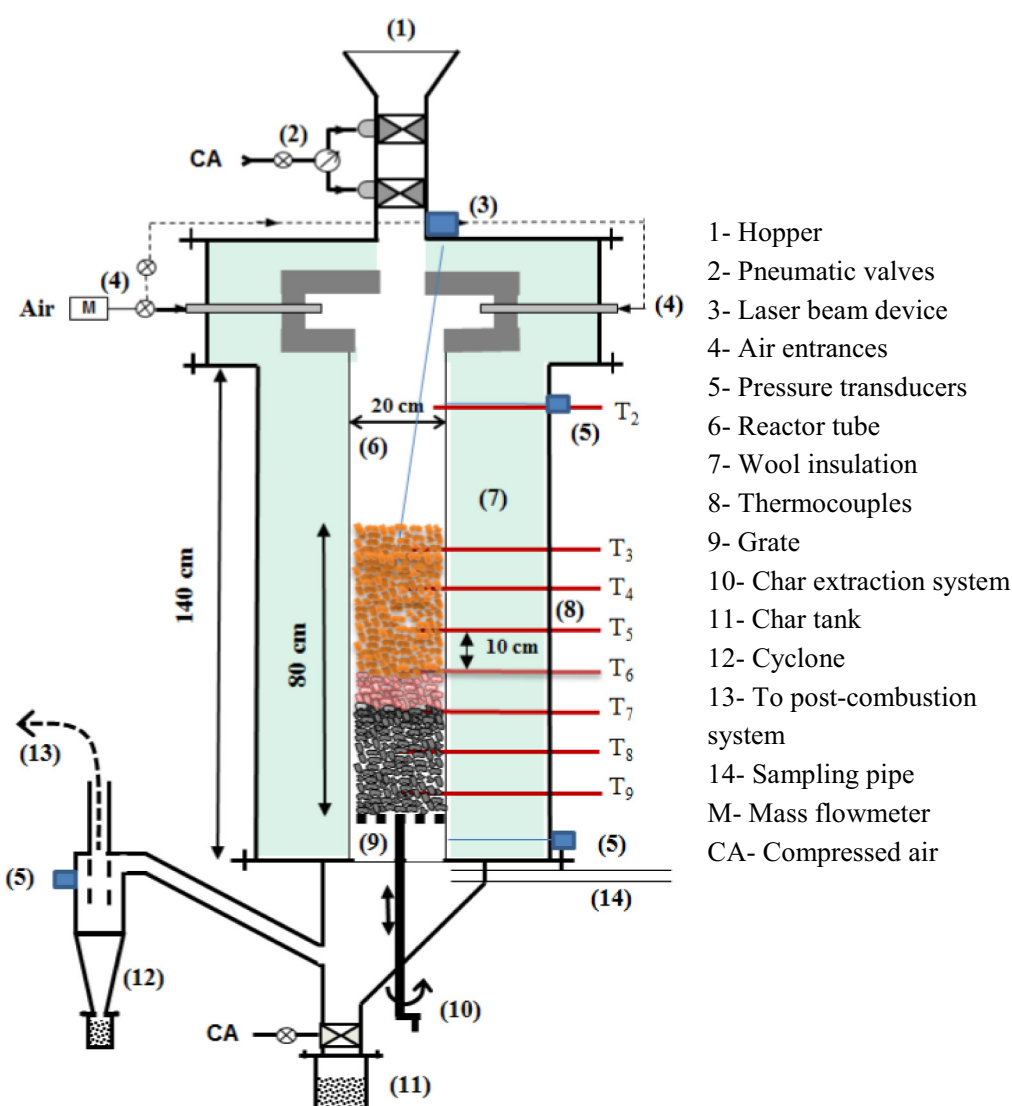 (1)
(2)
CA
(3)
(4)
Air
M
(4)
20 cm
T2
(5)
(6)
(7)
140 cm
80 cm
T3
T4
(8)
T5
10 cm
T6
T7
T8
T9
(13)
(9)
(5)
(5)
(14)
(12)
(10)
CA
(11)
1- Hopper
2- Pneumatic valves
3- Laser beam device
4- Air entrances
5- Pressure transducers
6- Reactor tube
7- Wool insulation
8- Thermocouples
9- Grate
10- Char extraction system
11- Char tank
12- Cyclone
13- To post-combustion
system
14- Sampling pipe
M- Mass flowmeter
CA- Compressed air